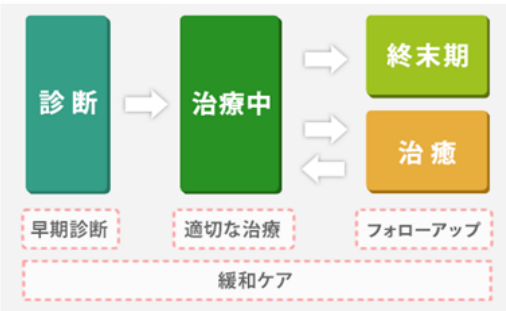 診断
治療中
終末期
治癒
早期診断
適切な治療
フォローアップ
緩和ケア